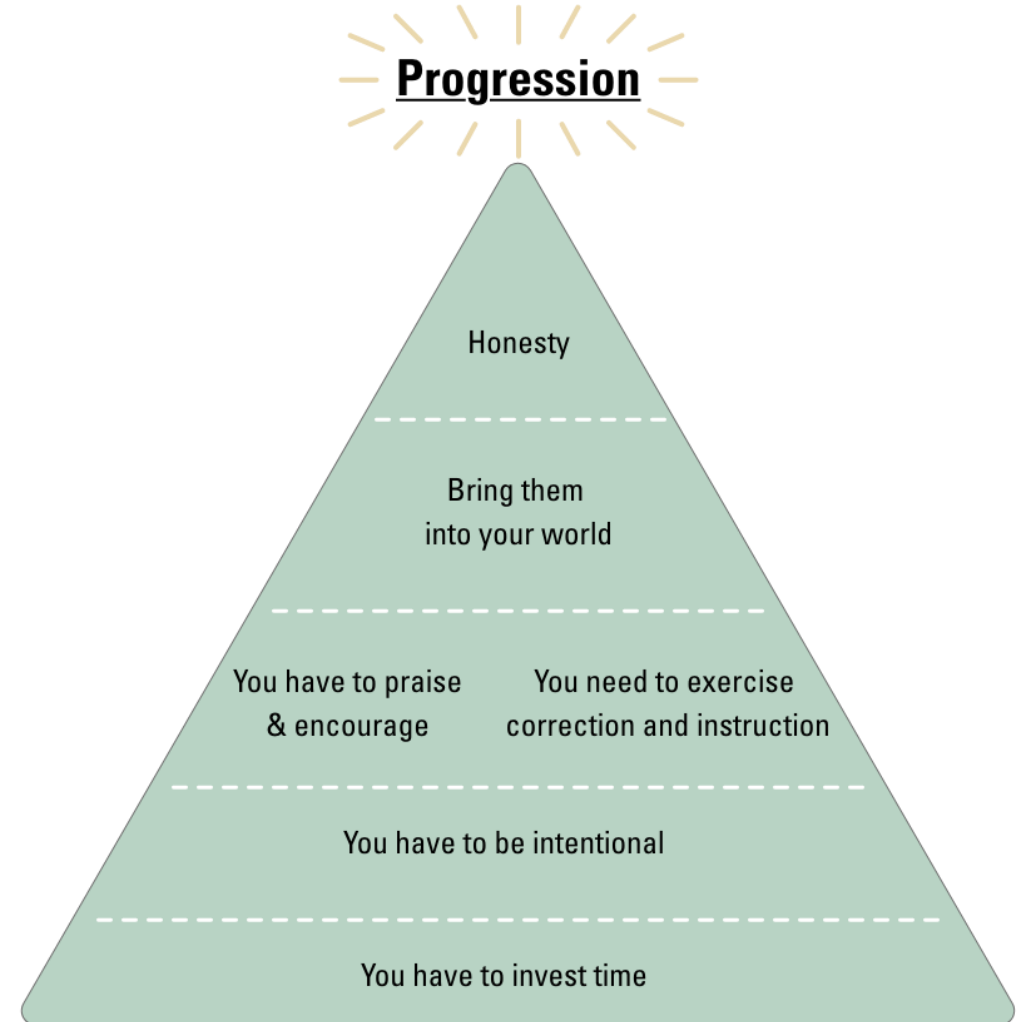 Progression
Honesty
Bring them
into your world
You have to praise
& encourage
You need to exercise
correction and instruction
You have to be intentional
You have to invest time